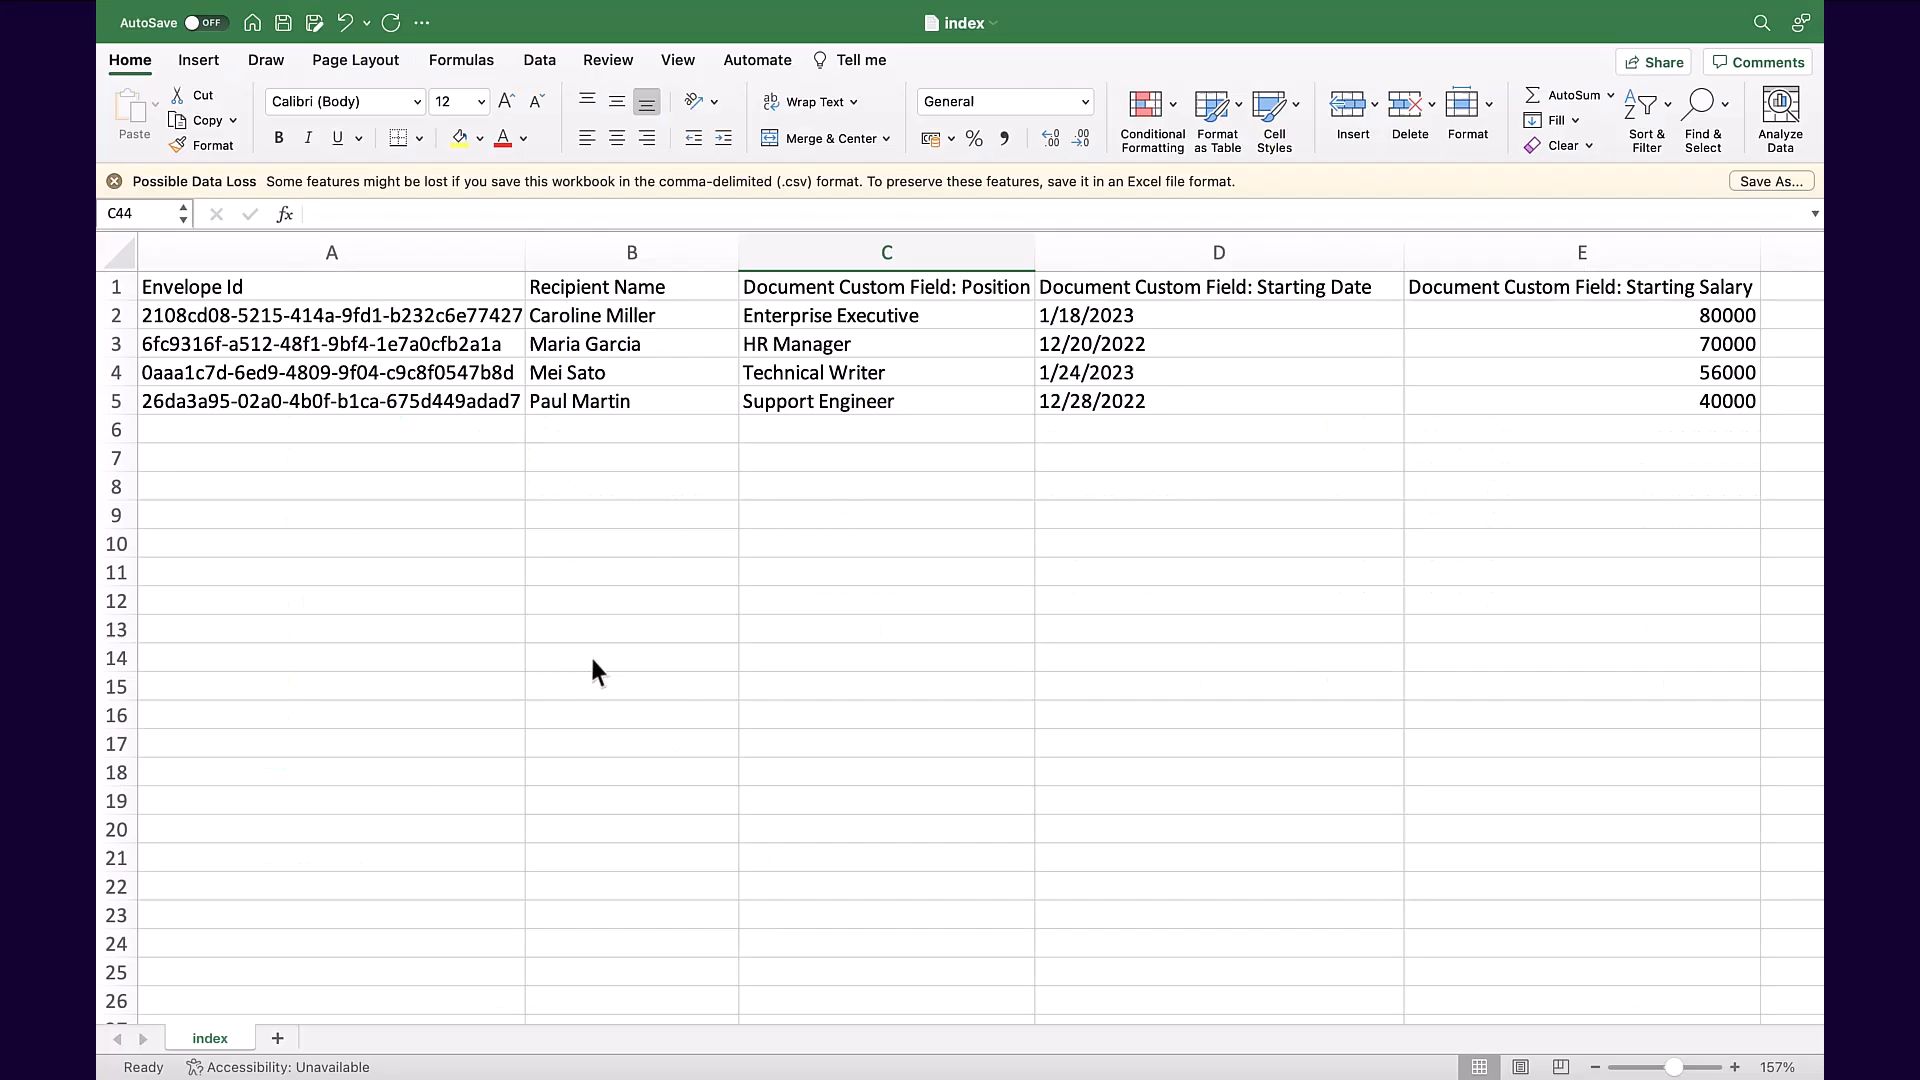 AutoSave OFF index
Home Insert Draw Page Layout Formulas Data Review View Automate Tell me Share Comments
Paste Cut Copy Format Calibri (Body) 12 A^ A˅ B I U A ab Wrap Text Merge & Center General % 9 .00 .00 Conditional Formatting Format as Table Cell Styles Insert Delete Format AutoSum Fill Clear Sort & Filter Find & Select Analyze Data
Possible Data Loss Some features might be lost if you save this workbook in the comma-delimited (.csv) format. To preserve these features, save it in an Excel file format. Save As...
C44 fx
A B C D E
1 Envelope Id Recipient Name Document Custom Field: Position Document Custom Field: Starting Date Document Custom Field: Starting Salary
2 2108cd08-5215-414a-9fd1-b232c6e77427 Caroline Miller Enterprise Executive 1/18/2023 80000
3 6fc9316f-a512-48f1-9bf4-1e7a0cfb2a1a Maria Garcia HR Manager 12/20/2022 70000
4 0aaa1c7d-6ed9-4809-9f04-c9c8f0547b8d Mei Sato Technical Writer 1/24/2023 56000
5 26da3a95-02a0-4b0f-b1ca-675d449adad7 Paul Martin Support Engineer 12/28/2022 40000
6
7
8
9
10
11
12
13
14
15
16
17
18
19
20
21
22
23
24
25
26
index +
Ready Accessibility: Unavailable 157%